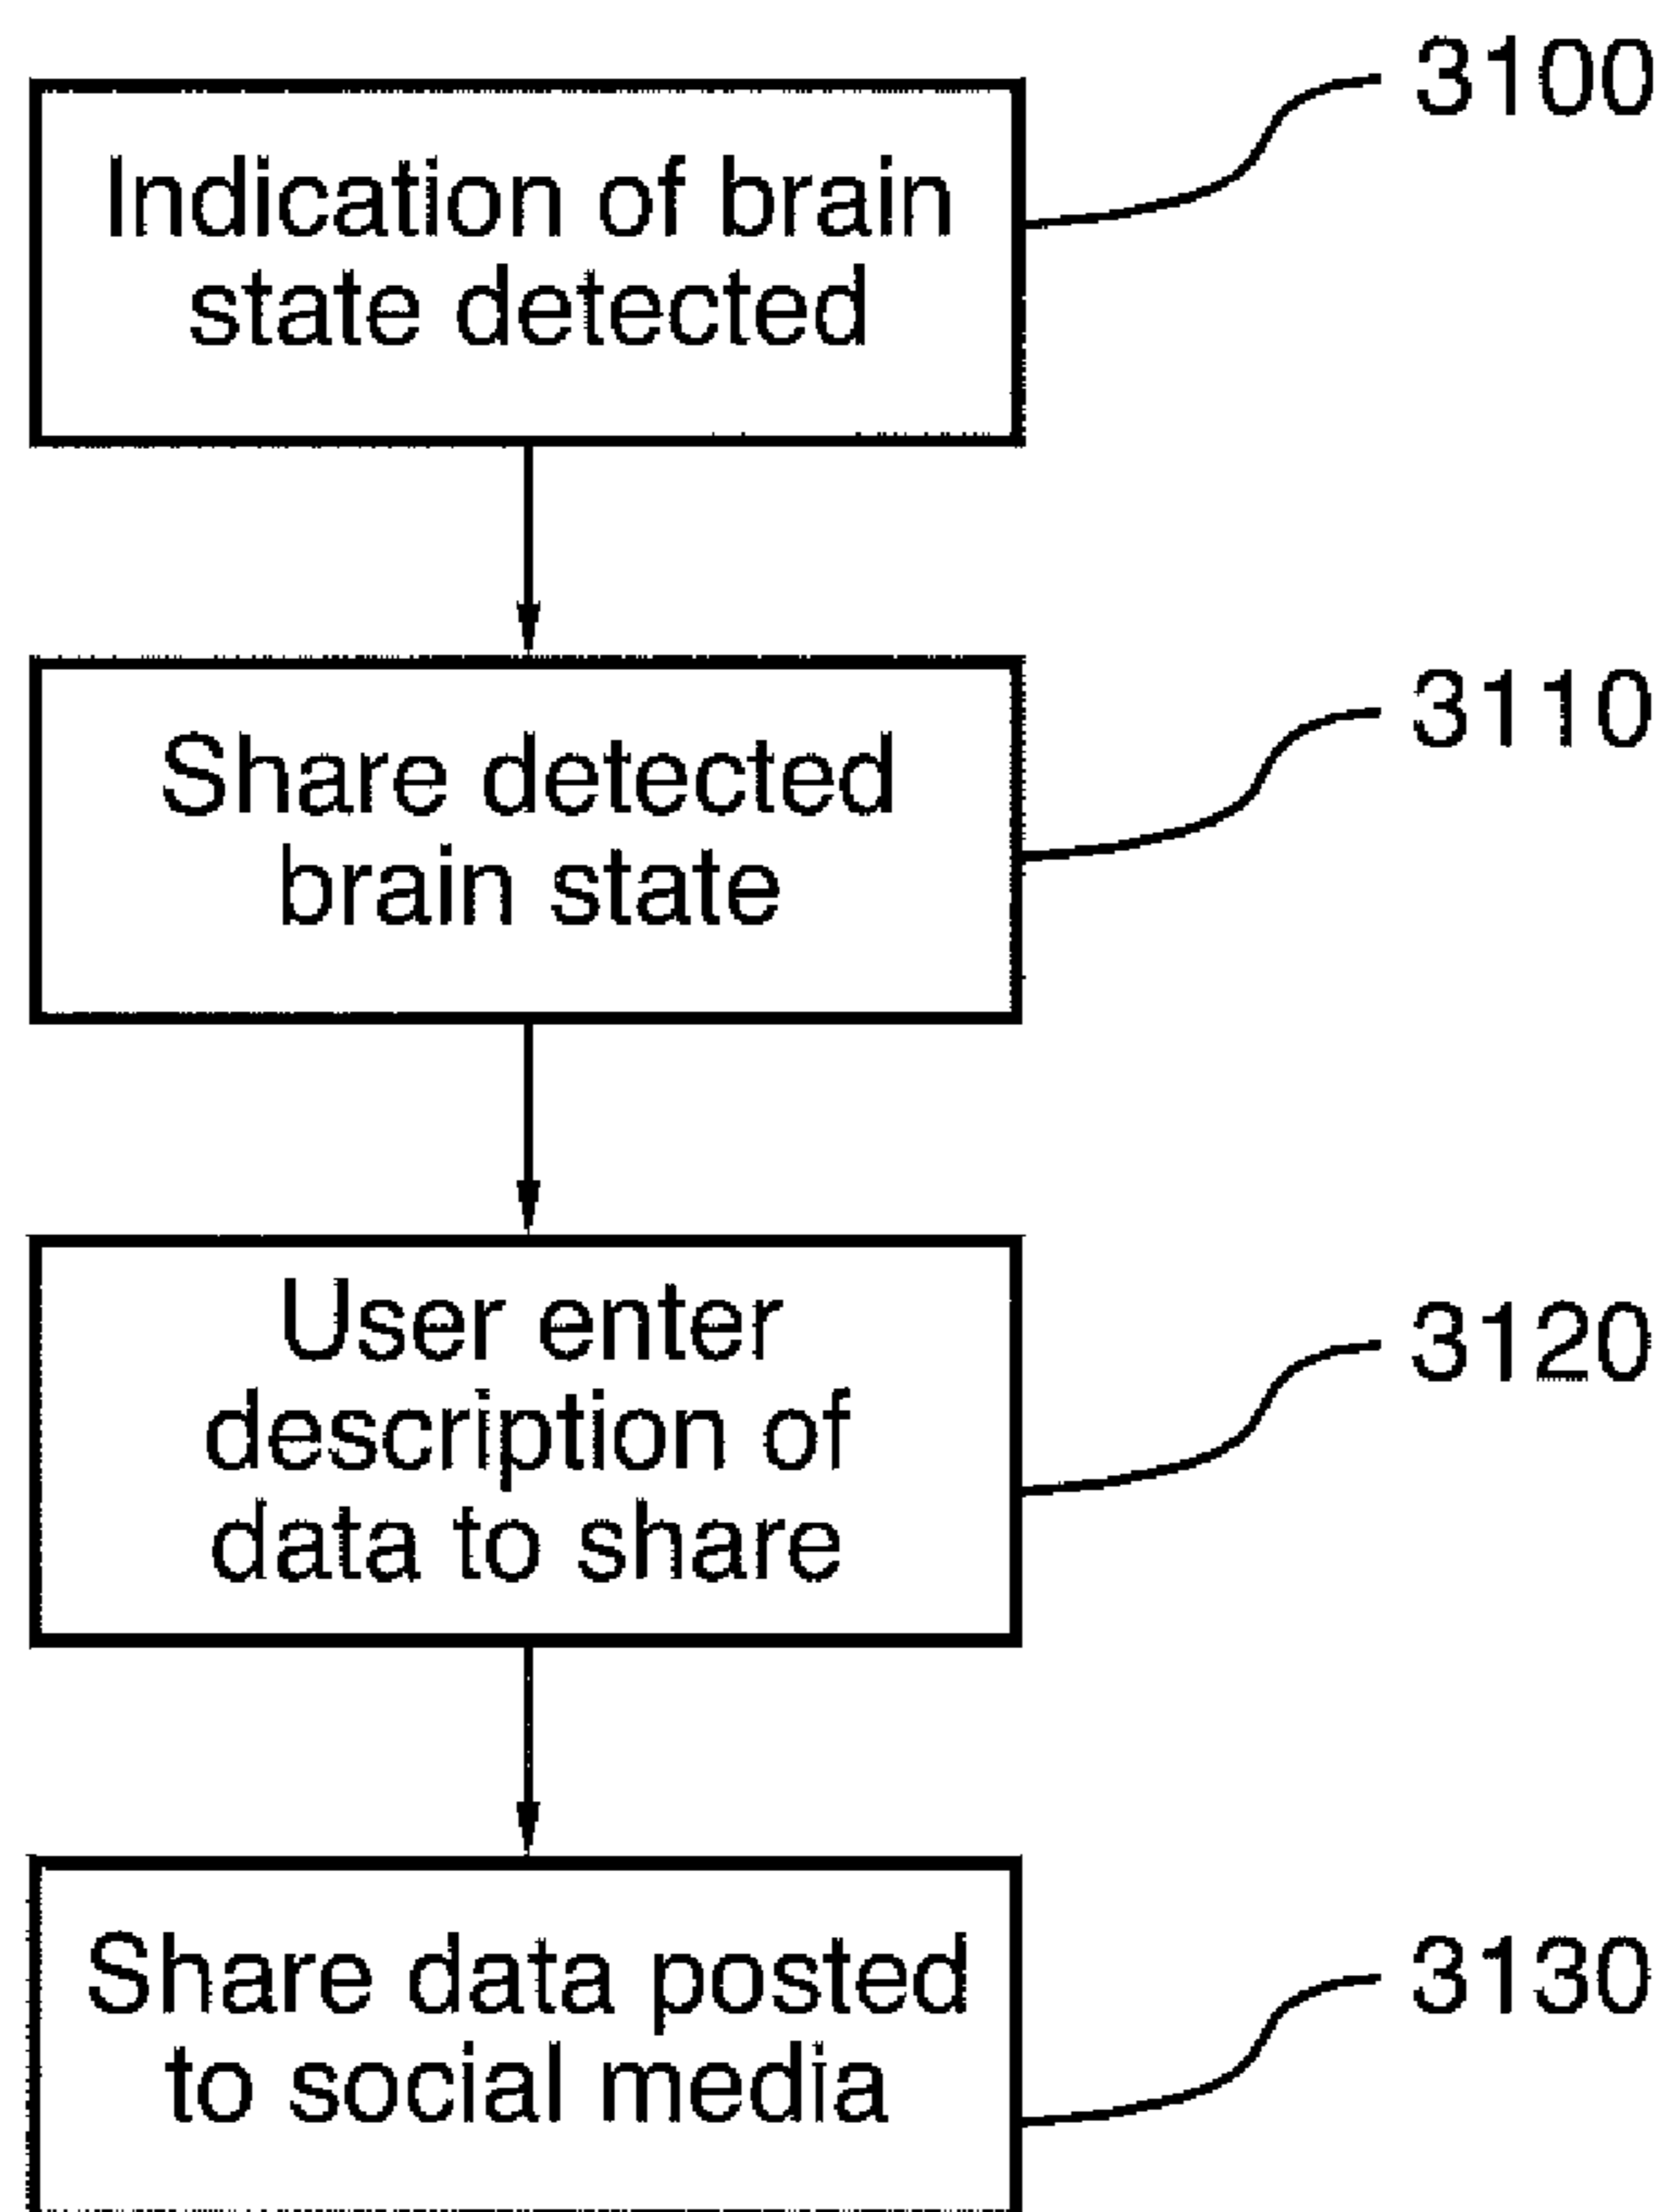 3100
Indication of brain
state detected
3110
Share detected
brain state
3120
User enter
description of
data to share
3130
Share data posted
to social media